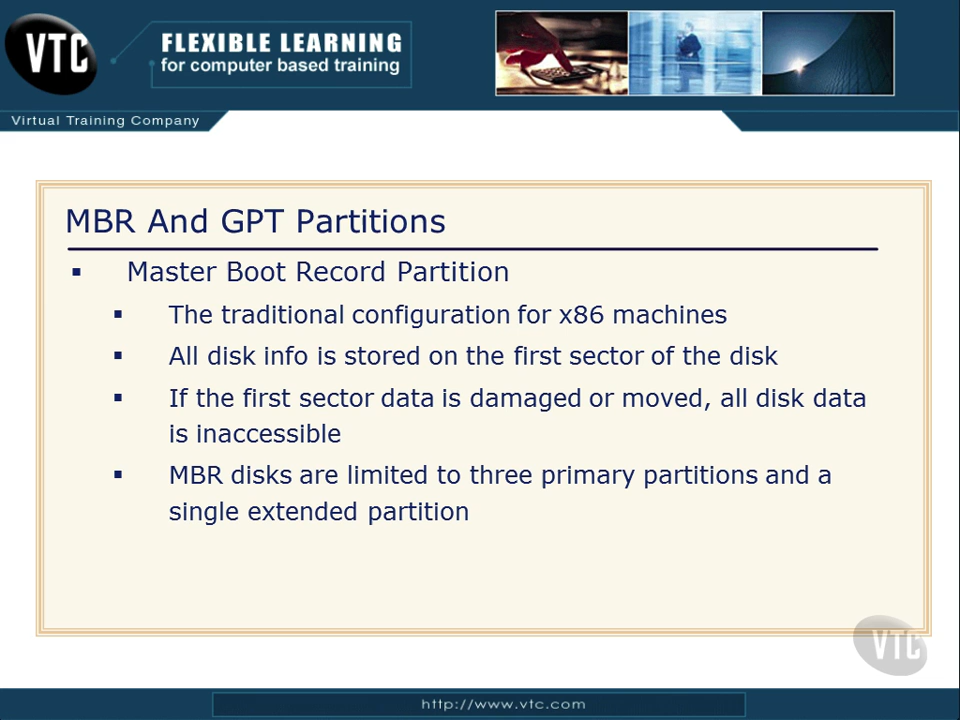 VTC
FLEXIBLE LEARNING
for computer based training
Virtual Training Company
MBR And GPT Partitions
▪ Master Boot Record Partition
▪ The traditional configuration for x86 machines
▪ All disk info is stored on the first sector of the disk
▪ If the first sector data is damaged or moved, all disk data
is inaccessible
▪ MBR disks are limited to three primary partitions and a
single extended partition
VTC
http://www.vtc.com